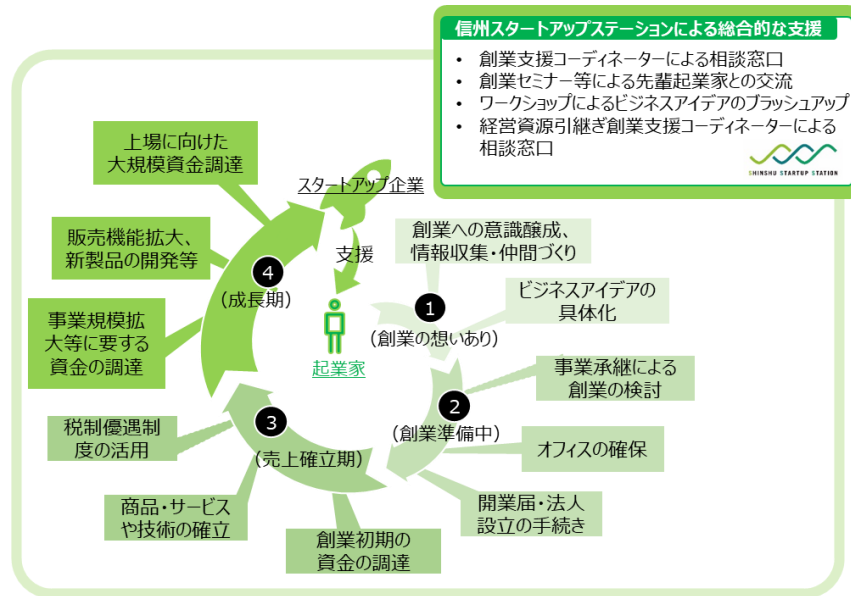 信州スタートアップステーションによる総合的な支援
• 創業支援コーディネーターによる相談窓口
• 創業セミナー等による先輩起業家との交流
• ワークショップによるビジネスアイデアのブラッシュアップ
• 経営資源引継ぎ創業支援コーディネーターによる
相談窓口
SHINSHU STARTUP STATION
上場に向けた
大規模資金調達
スタートアップ企業
創業への意識醸成、
情報収集・仲間づくり
販売機能拡大、
新製品の開発等
支援
4
(成長期)
1
(創業の想いあり)
ビジネスアイデアの
具体化
事業規模拡
大等に要する
資金の調達
起業家
事業承継による
創業の検討
2
(創業準備中)
3
(売上確立期)
税制優遇制
度の活用
オフィスの確保
商品・サービス
や技術の確立
開業届・法人
設立の手続き
創業初期の
資金の調達